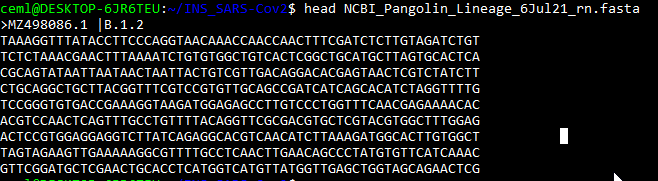 ceml@DESKTOP-6JR6TEU:~/INS_SARS-Cov2$ head NCBI_Pangolin_Lineage_6Jul21_rn.fasta
>MZ498086.1 |B.1.2
TAAAGGTTTATACCTTCCCAGGTAACAAACCAACCAACTTTCGATCTCTTGTAGATCTGT
TCTCTAAACGAACTTTAAAATCTGTGTGGCTGTCACTCGGCTGCATGCTTAGTGCACTCA
CGCAGTATAATTAATAACTAATTACTGTCGTTGACAGGACACGAGTAACTCGTCTATCTT
CTGCAGGCTGCTTACGGTTTCGTCCGTGTTGCAGCCGATCATCAGCACATCTAGGTTTTG
TCCGGGTGTGACCGAAAGGTAAGATGGAGAGCCTTGTCCCTGGTTTCAACGAGAAAACAC
ACGTCCAACTCAGTTTGCCTGTTTTACAGGTTCGCGACGTGCTCGTACGTGGCTTTGGAG
ACTCCGTGGAGGAGGTCTTATCAGAGGCACGTCAACATCTTAAAGATGGCACTTGTGGCT
TAGTAGAAGTTGAAAAAGGCGTTTTGCCTCAACTTGAACAGCCCTATGTGTTCATCAAAC
GTTCGGATGCTCGAACTGCACCTCATGGTCATGTTATGGTTGAGCTGGTAGCAGAACTCG